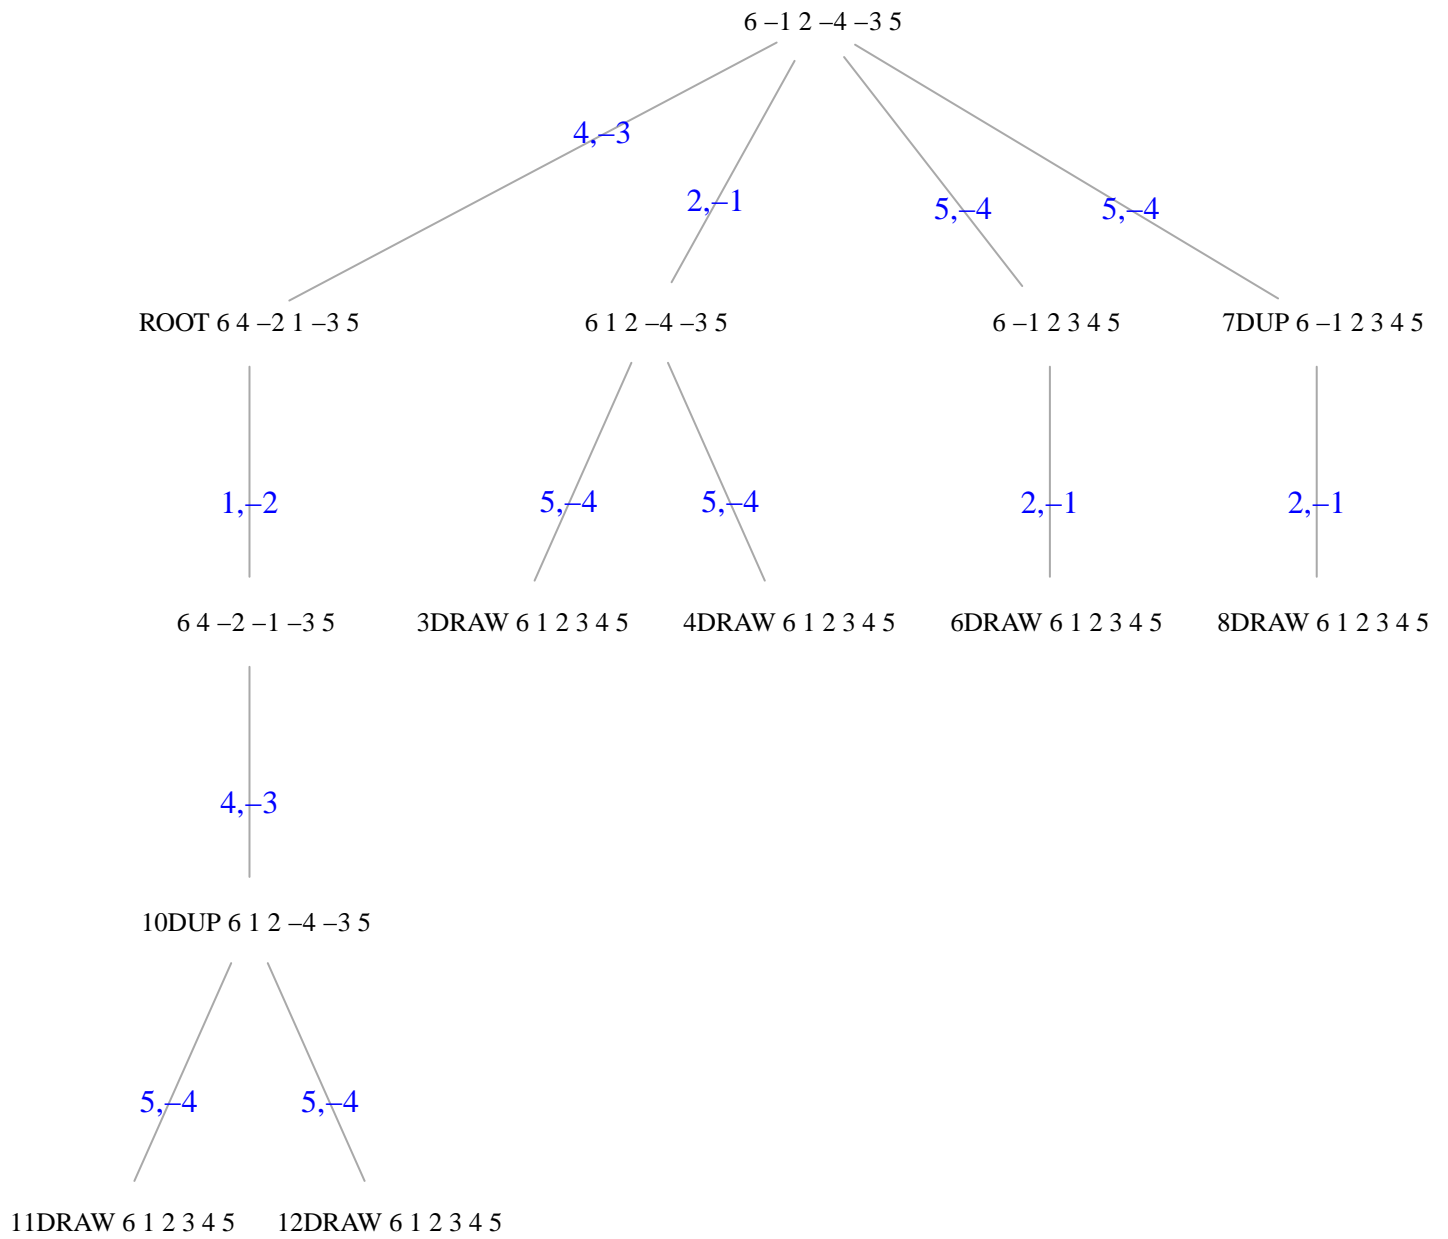 6 –1 2 –4 –3 5
4,–3
2,–1
5,–4
5,–4
ROOT 6 4 –2 1 –3 5
6 1 2 –4 –3 5
6 –1 2 3 4 5
7DUP 6 –1 2 3 4 5
1,–2
5,–4
5,–4
2,–1
2,–1
6 4 –2 –1 –3 5
3DRAW 6 1 2 3 4 5
4DRAW 6 1 2 3 4 5
6DRAW 6 1 2 3 4 5
8DRAW 6 1 2 3 4 5
4,–3
10DUP 6 1 2 –4 –3 5
5,–4
5,–4
11DRAW 6 1 2 3 4 5
12DRAW 6 1 2 3 4 5